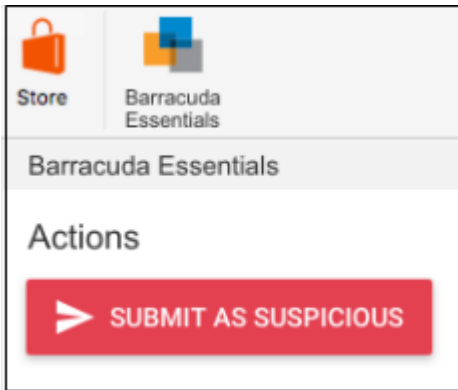 Store
Barracuda
Essentials
Barracuda Essentials
Actions
SUBMIT AS SUSPICIOUS